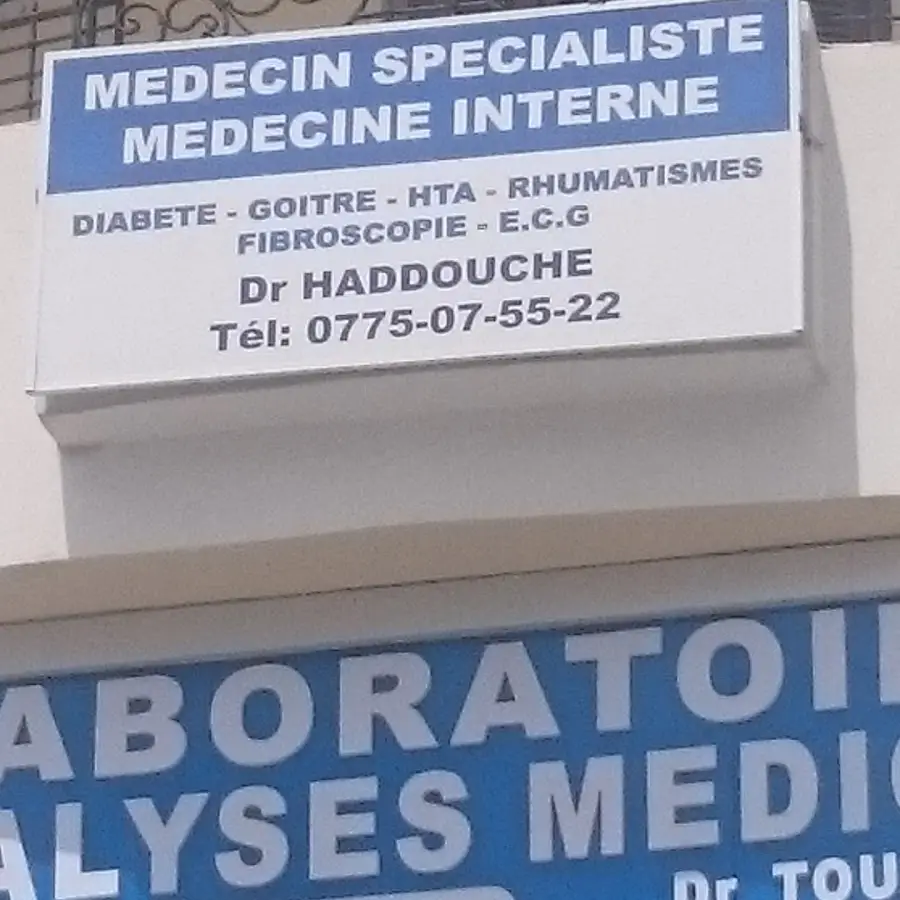 MEDECIN SPECIALISTE
MEDECINE INTERNE
DIABETE - GOITRE - HTA - RHUMATISMES
FIBROSCOPIE - E.C.G
Dr HADDOUCHE
Tél: 0775-07-55-22
ABORATOI
ALYSES MEDIC
Dr TOU